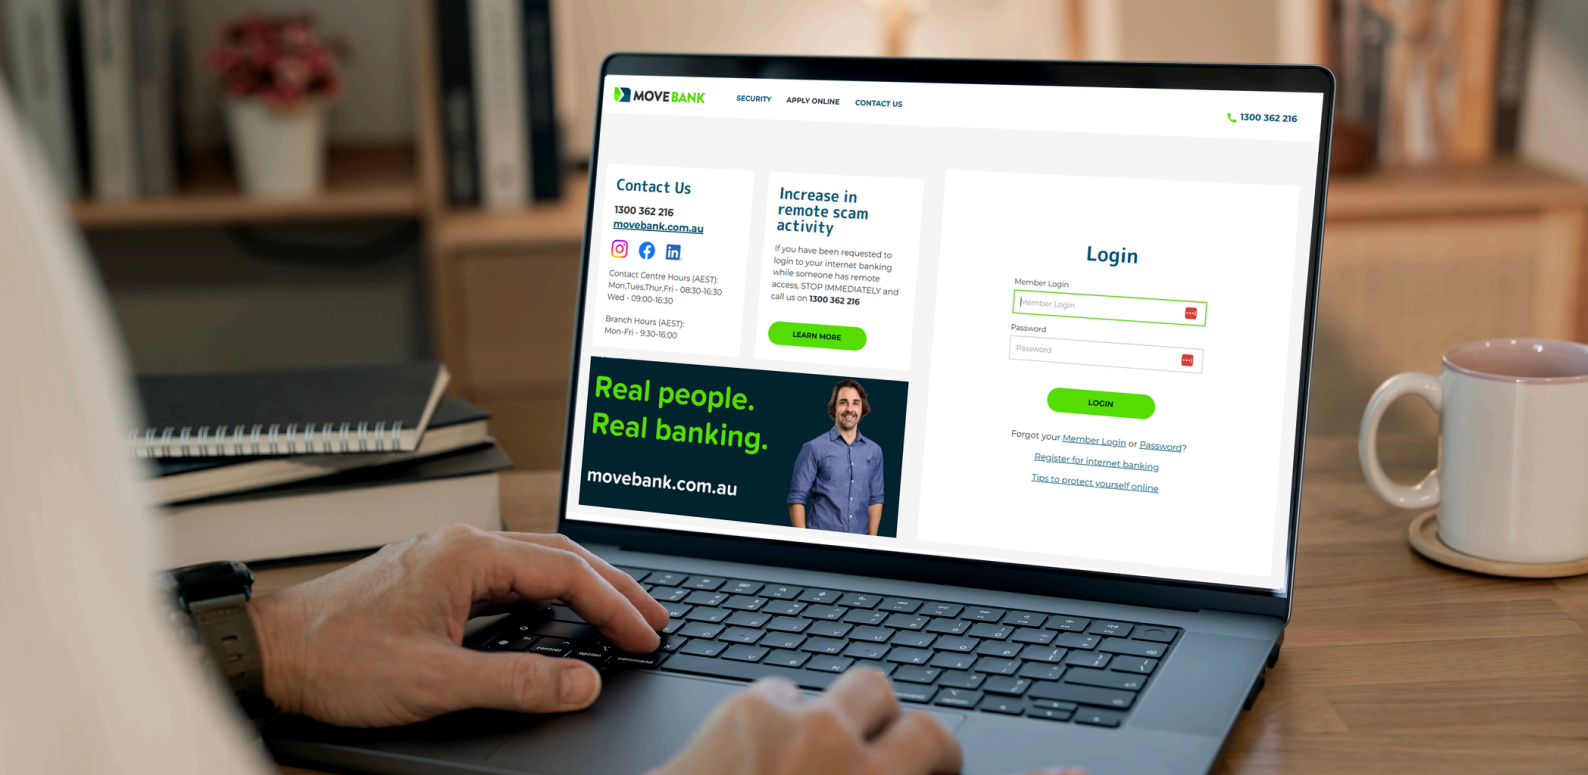 MOVE BANK
SECURITY
APPLY ONLINE
CONTACT US
1300 362 216
Contact Us
1300 362 216
movebank.com.au
in
Contact Centre Hours (AEST):
Mon,Tues,Thur,Fri - 08:30-16:30
Wed - 09:00-16:30
Branch Hours (AEST):
Mon-Fri - 9:30-16:00
Increase in
remote scam
activity
If you have been requested to
login to your internet banking
while someone has remote
access, STOP IMMEDIATELY and
call us on 1300 362 216
LEARN MORE
Real people.
Real banking.
movebank.com.au
Login
Member Login
Member Login
Password
Password
LOGIN
Forgot your Member Login or Password?
Register for internet banking
Tips to protect yourself online
control
option
command